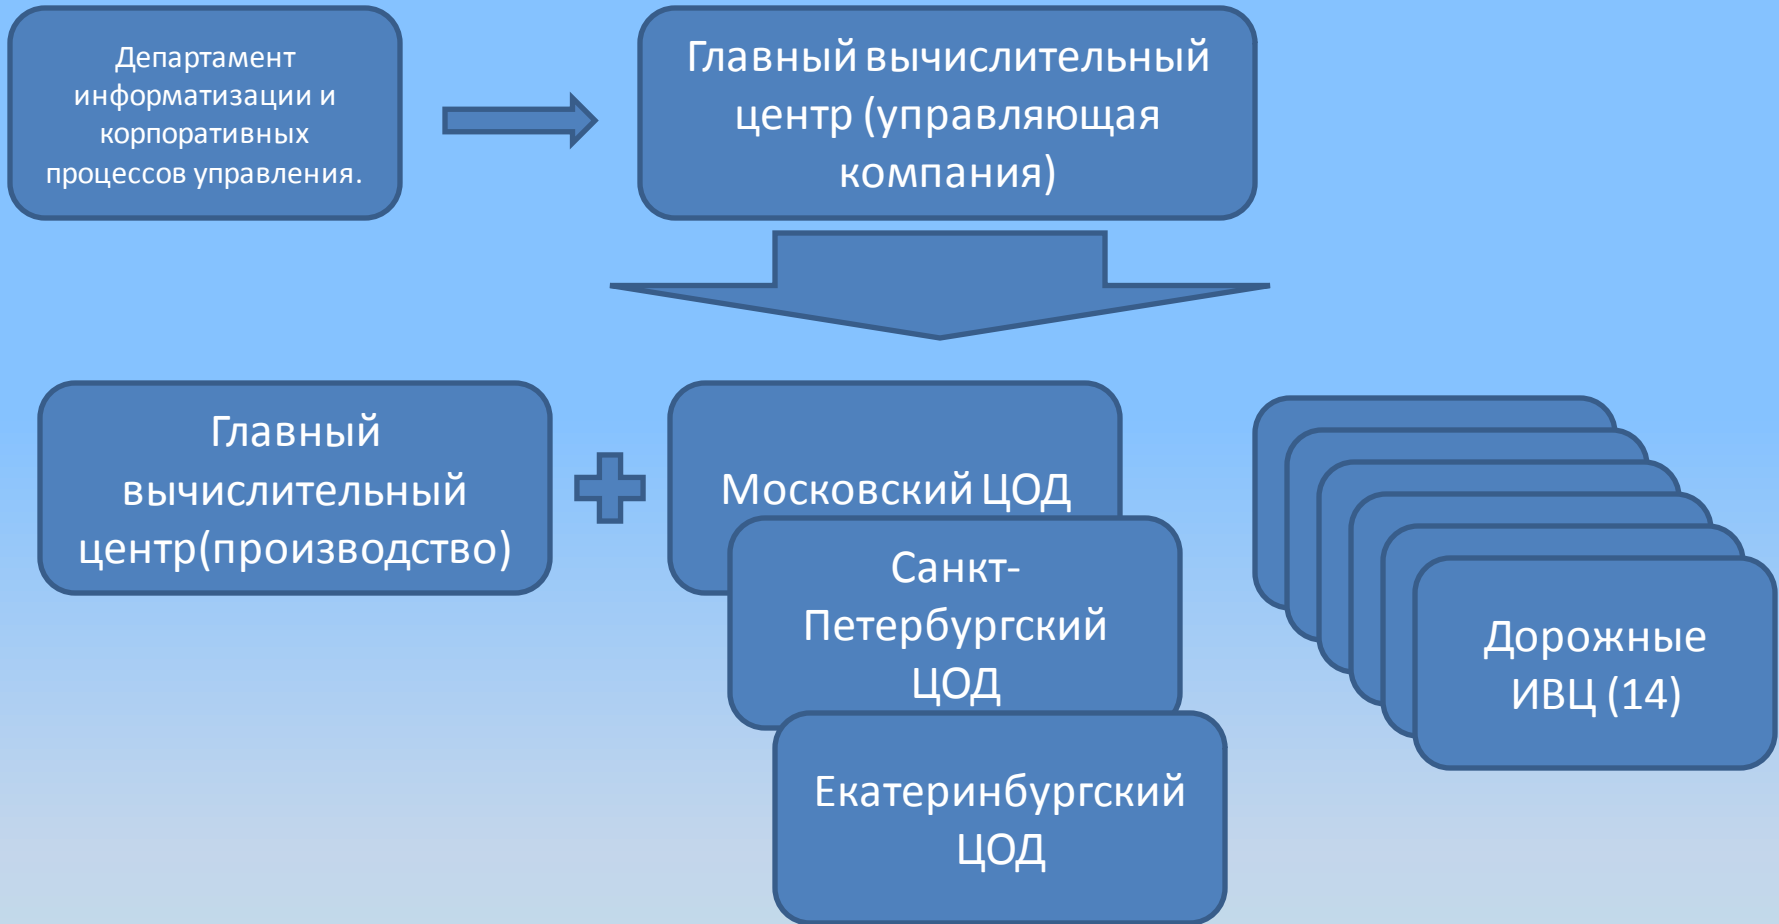 Департамент
информатизации и
корпоративных
процессов управления.
Главный вычислительный
центр (управляющая
компания)
Главный
вычислительный
центр(производство)
Московский ЦОД
Санкт-
Петербургский
ЦОД
Екатеринбургский
ЦОД
Дорожные
ИВЦ (14)